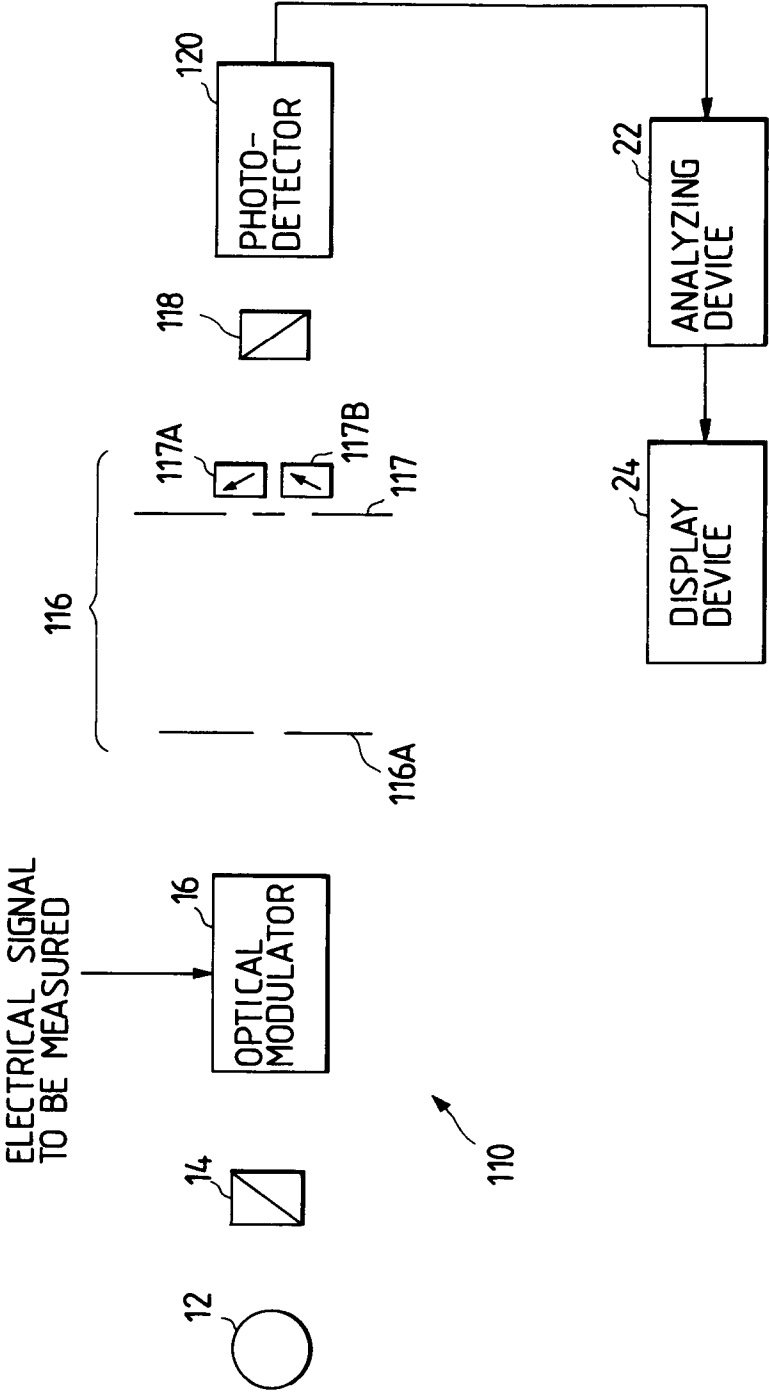 ELECTRICAL SIGNAL
TO BE MEASURED
12
14
16
OPTICAL
MODULATOR
110
116
116A
117A
117B
117
118
120
PHOTO-
DETECTOR
22
ANALYZING
DEVICE
24
DISPLAY
DEVICE